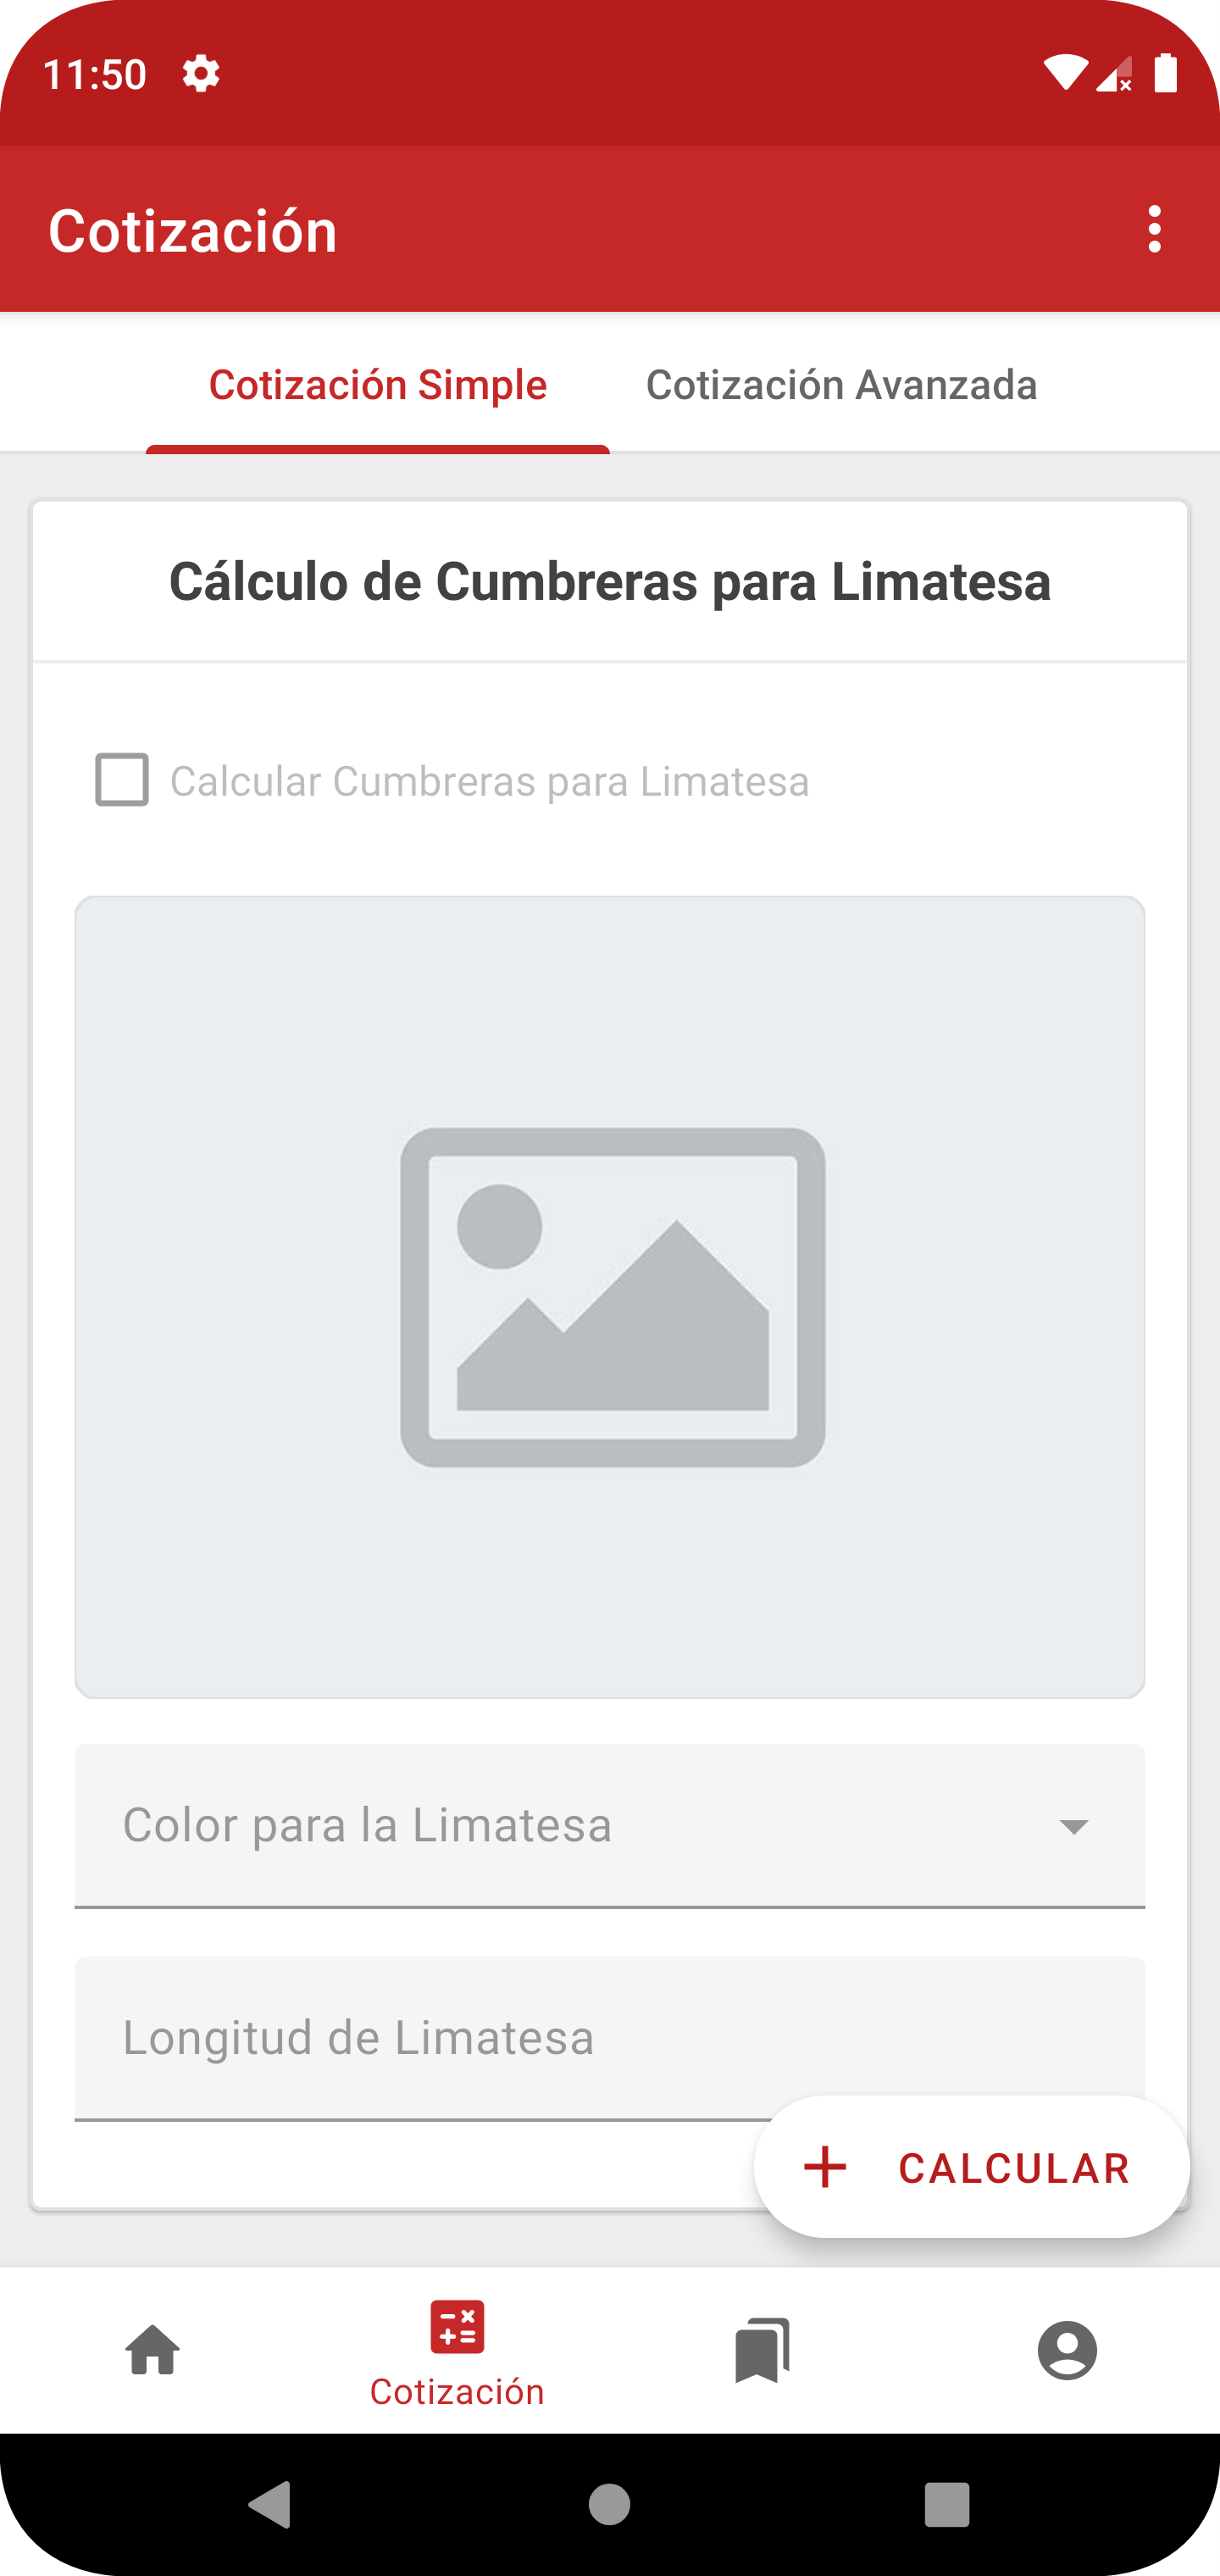 11:50
Cotización
Cotización Simple
Cotización Avanzada
Cálculo de Cumbreras para Limatesa
Calcular Cumbreras para Limatesa
Color para la Limatesa
Longitud de Limatesa
CALCULAR
Cotización